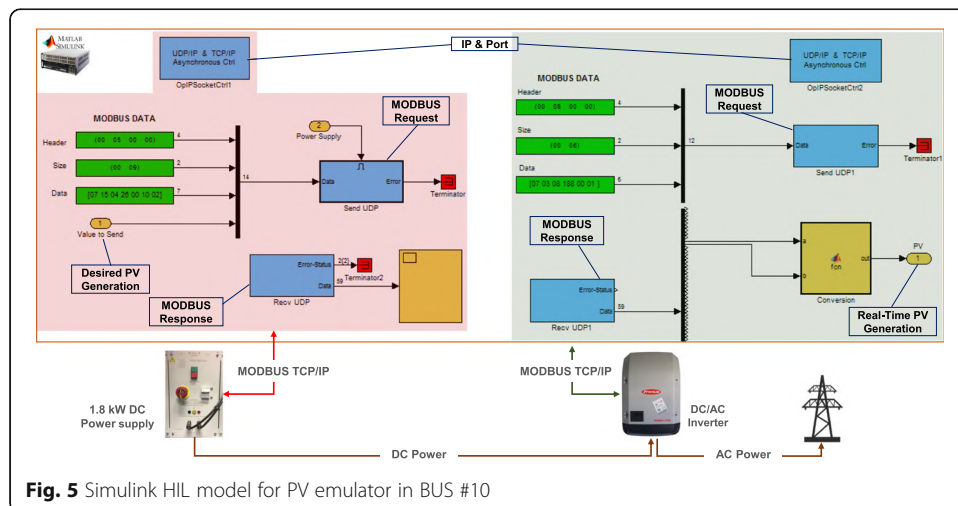 MATLAB
SIMULINK
UDP/IP & TCP/IP
Asynchronous Ctrl
OpIPSocketCtrl1
IP & Port
UDP/IP & TCP/IP
Asynchronous Ctrl
OpIPSocketCtrl2
MODBUS DATA
Header
(00 05 00 00)
4
Size
(00 09)
2
Data
[07 15 04 26 00 10 02]
7
1
Value to Send
Desired PV
Generation
14
2
Power Supply
MODBUS
Request
Data
Error
Send UDP
Terminator
MODBUS
Response
Error-Status
2(2)
Data
59
Recv UDP
Terminator2
MODBUS DATA
Header
(00 05 00 00)
4
Size
(00 06)
2
Data
[07 03 08 188 00 01 ]
6
12
MODBUS
Request
Data
Error
Send UDP1
Terminator1
MODBUS
Response
Error-Status
Data
59
Recv UDP1
a
b
fcn
out
Conversion
PV
1
Real-Time PV
Generation
MODBUS TCP/IP
MODBUS TCP/IP
1.8 kW DC
Power supply
DC/AC
Inverter
DC Power
AC Power
Fig. 5 Simulink HIL model for PV emulator in BUS #10